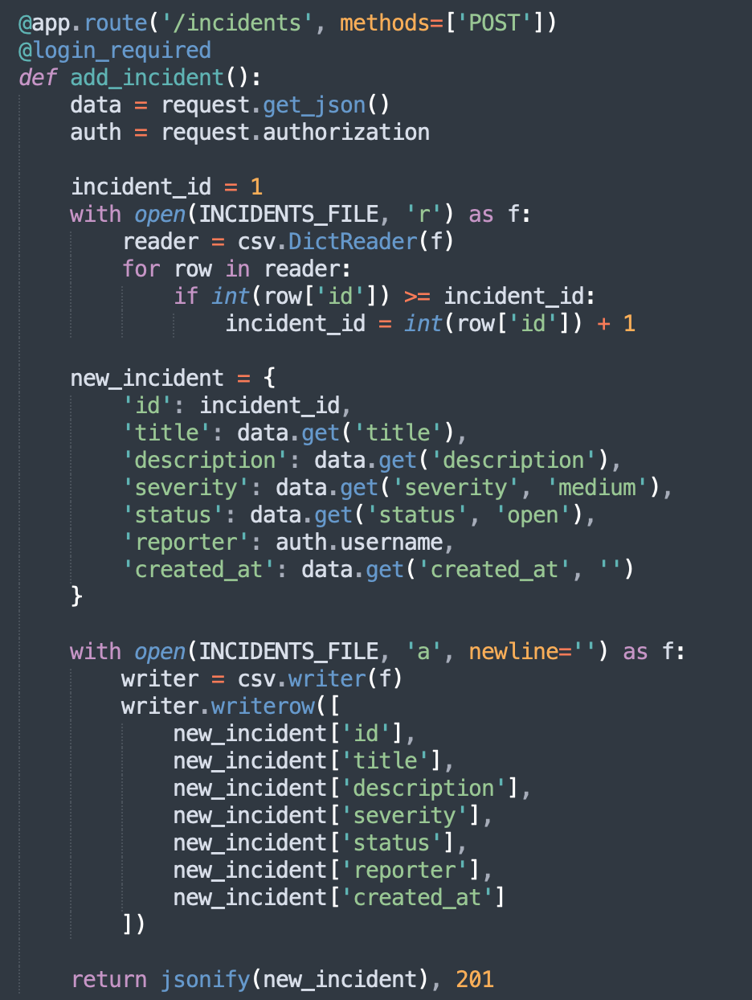 @app.route('/incidents', methods=['POST'])
@login_required
def add_incident():
    data = request.get_json()
    auth = request.authorization

    incident_id = 1
    with open(INCIDENTS_FILE, 'r') as f:
        reader = csv.DictReader(f)
        for row in reader:
            if int(row['id']) >= incident_id:
                incident_id = int(row['id']) + 1

    new_incident = {
        'id': incident_id,
        'title': data.get('title'),
        'description': data.get('description'),
        'severity': data.get('severity', 'medium'),
        'status': data.get('status', 'open'),
        'reporter': auth.username,
        'created_at': data.get('created_at', '')
    }

    with open(INCIDENTS_FILE, 'a', newline='') as f:
        writer = csv.writer(f)
        writer.writerow([
            new_incident['id'],
            new_incident['title'],
            new_incident['description'],
            new_incident['severity'],
            new_incident['status'],
            new_incident['reporter'],
            new_incident['created_at']
        ])

    return jsonify(new_incident), 201